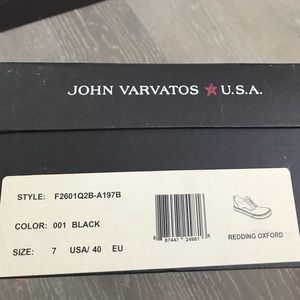 JOHN VARVATOS ★ U.S.A.
STYLE: F2601Q2B-A197B
COLOR: 001 BLACK
SIZE: 7 USA/ 40 EU
REDDING OXFORD